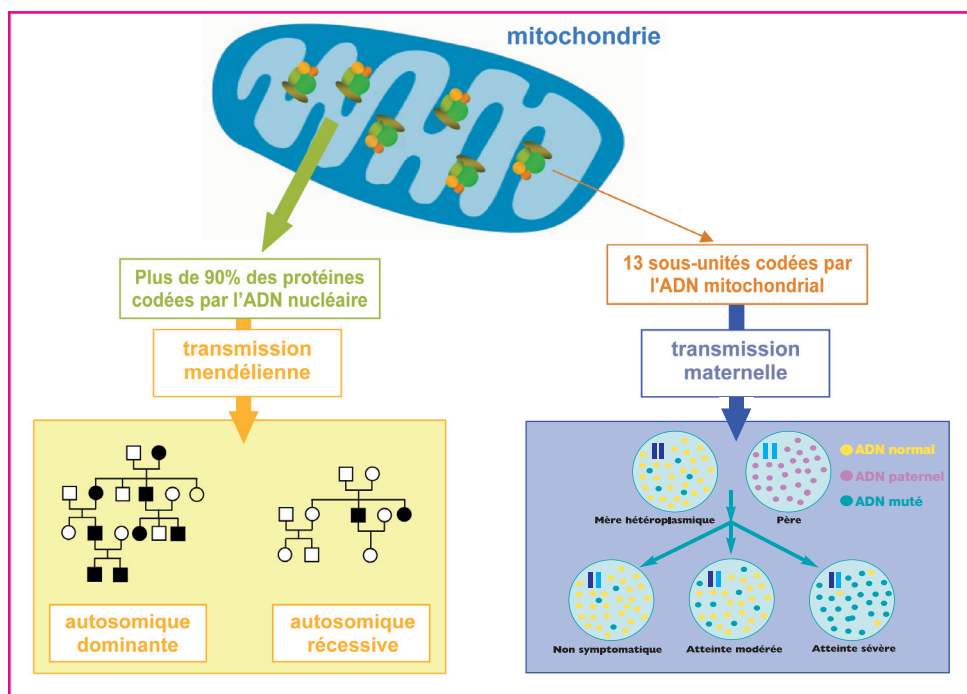 mitochondrie
Plus de 90% des protéines
codées par l'ADN nucléaire
13 sous-unités codées par
l'ADN mitochondrial
transmission
mendélienne
transmission
maternelle
ADN normal
ADN paternel
ADN muté
Mère hétéroplasmique
Père
Non symptomatique
Atteinte modérée
Atteinte sévère
autosomique
dominante
autosomique
récessive